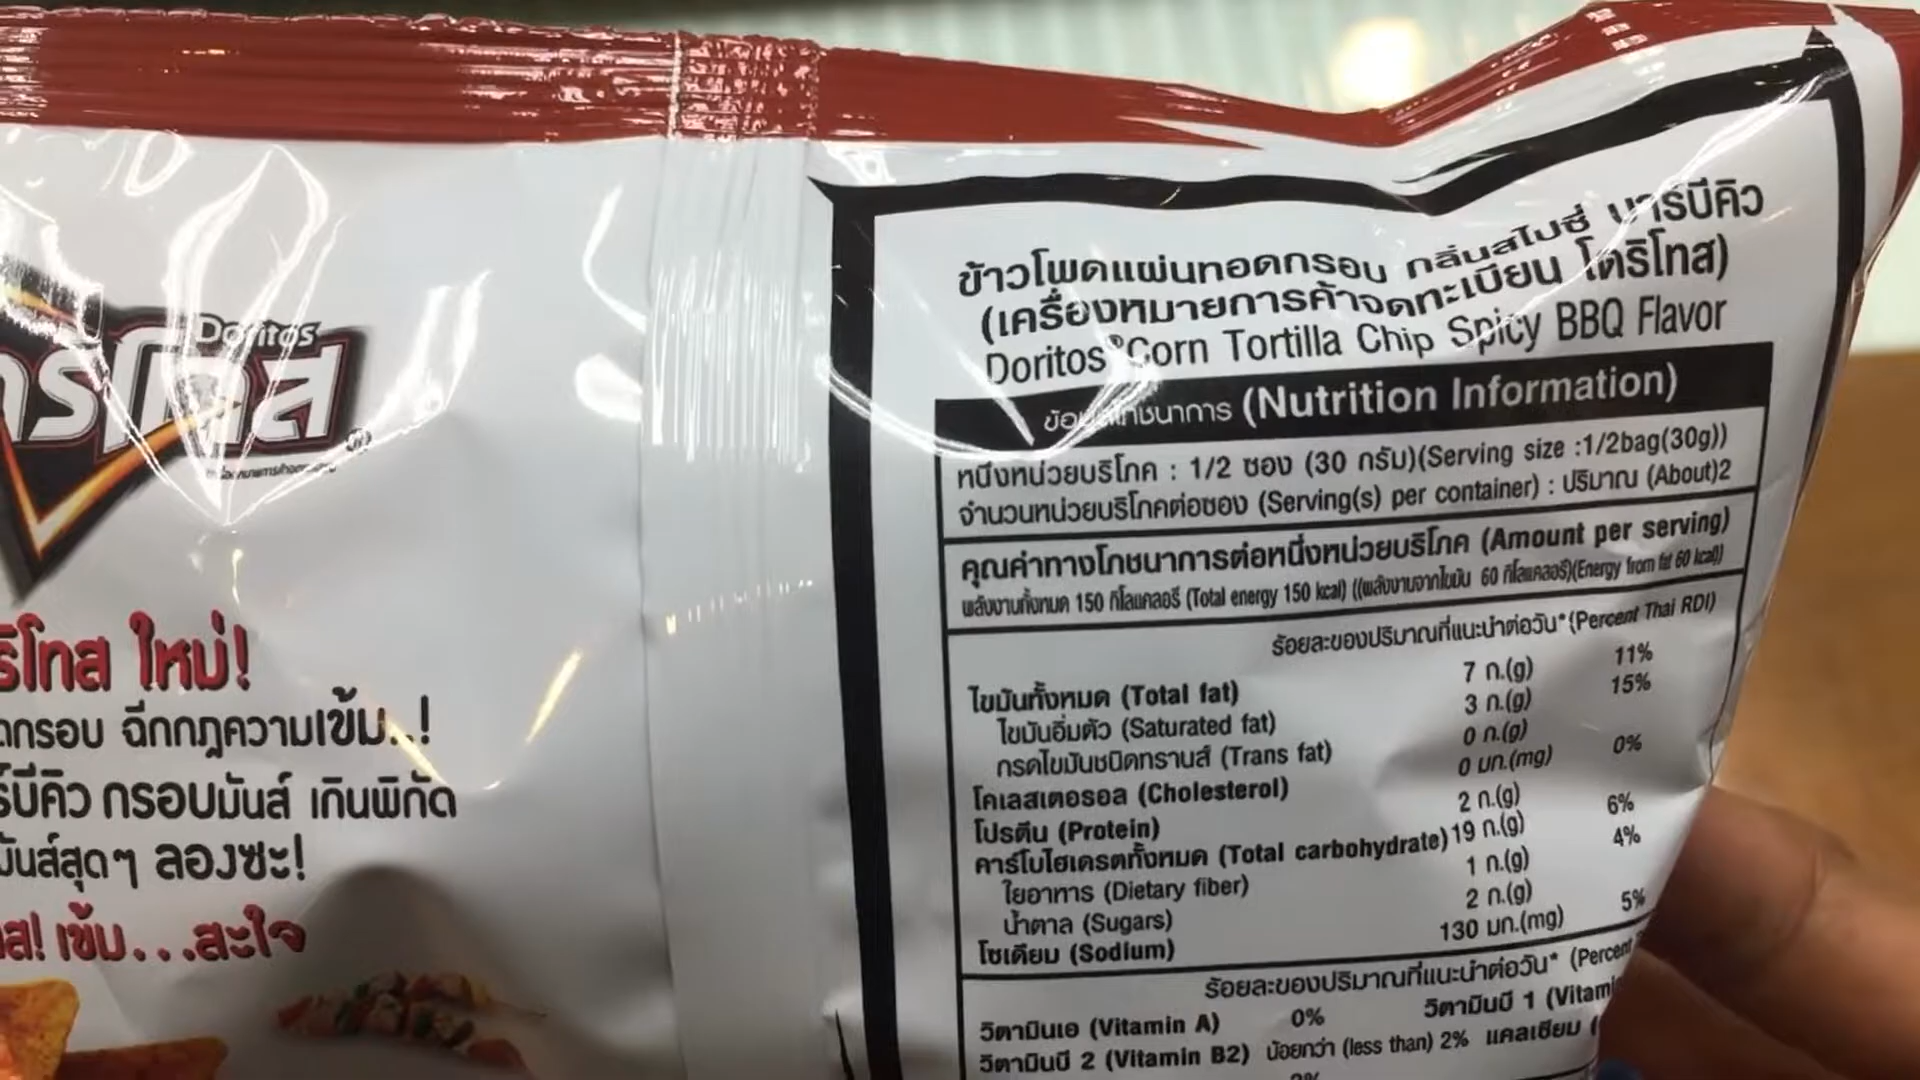 Doritos
ริโทส ใหม่!
กรอบ ฉีกกฎความเข้ม..!
บีคิว กรอบมันส์ เกินพิกัด
มันส์สุดๆ ลองซะ!
ส! เข้ม...สะใจ
ข้าวโพดแผ่นทอดกรอบ กลิ่นสไปซี่ บาร์บีคิว
(เครื่องหมายการค้าจดทะเบียน โดริโทส)
Doritos® Corn Tortilla Chip Spicy BBQ Flavor
(Nutrition Information)
หนึ่งหน่วยบริโภค : 1/2 ซอง (30 กรัม)(Serving size :1/2bag(30g))
จำนวนหน่วยบริโภคต่อซอง (Serving(s) per container) : ปริมาณ (About)2
คุณค่าทางโภชนาการต่อหนึ่งหน่วยบริโภค (Amount per serving)
พลังงานทั้งหมด 150 กิโลแคลอรี (Total energy 150 kcal) ((พลังงานจากไขมัน 60 กิโลแคลอรี)(Energy from fat 60 kcal))
ร้อยละของปริมาณที่แนะนำต่อวัน* (Percent Thai RDI)
ไขมันทั้งหมด (Total fat) 7 ก.(g) 11%
ไขมันอิ่มตัว (Saturated fat) 3 ก.(g) 15%
กรดไขมันชนิดทรานส์ (Trans fat) 0 ก.(g)
โคเลสเตอรอล (Cholesterol) 0 มก.(mg) 0%
โปรตีน (Protein) 2 ก.(g)
คาร์โบไฮเดรตทั้งหมด (Total carbohydrate) 19 ก.(g) 6%
ใยอาหาร (Dietary fiber) 1 ก.(g) 4%
น้ำตาล (Sugars) 2 ก.(g)
โซเดียม (Sodium) 130 มก.(mg) 5%
ร้อยละของปริมาณที่แนะนำต่อวัน* (Percent
วิตามินเอ (Vitamin A) 0% วิตามินบี 1 (Vitami
วิตามินบี 2 (Vitamin B2) น้อยกว่า (less than) 2% แคลเซียม (